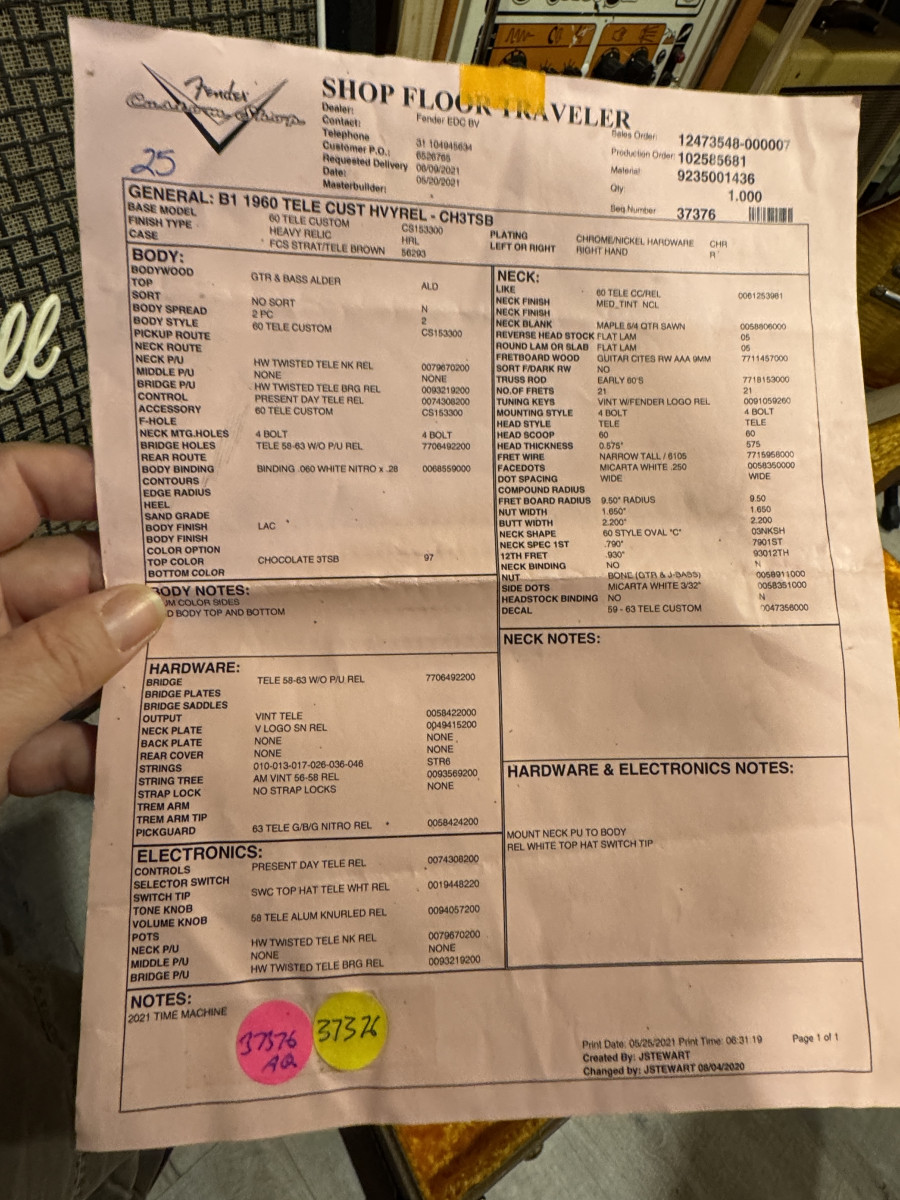 ll
Fender
Custom Shop
25
SHOP FLOOR TRAVELER
Dealer: Fender EDC BV
Contact:
Telephone 31 104945634
Customer P.O.: 6526765
Requested Delivery 08/09/2021
Date: 05/20/2021
Masterbuilder:
Sales Order: 12473548-000007
Production Order: 102585681
Material 9235001436
Qty 1.000
Seq Number 37376
GENERAL: B1 1960 TELE CUST HVYREL - CH3TSB
BASE MODEL 60 TELE CUSTOM CS153300
FINISH TYPE HEAVY RELIC HRL
CASE FCS STRAT/TELE BROWN 56293
PLATING CHROME/NICKEL HARDWARE CHR
LEFT OR RIGHT RIGHT HAND R
BODY:
BODYWOOD GTR & BASS ALDER ALD
TOP
SORT NO SORT N
BODY SPREAD 2 PC 2
BODY STYLE 60 TELE CUSTOM CS153300
PICKUP ROUTE
NECK ROUTE
NECK P/U HW TWISTED TELE NK REL 0079670200
MIDDLE P/U NONE NONE
BRIDGE P/U HW TWISTED TELE BRG REL 0093219200
CONTROL PRESENT DAY TELE REL 0074308200
ACCESSORY 60 TELE CUSTOM CS153300
F-HOLE
NECK MTG.HOLES 4 BOLT 4 BOLT
BRIDGE HOLES TELE 58-63 W/O P/U REL 7706492200
REAR ROUTE
BODY BINDING BINDING .060 WHITE NITRO x .28 0068559000
CONTOURS
EDGE RADIUS
HEEL
SAND GRADE
BODY FINISH LAC
BODY FINISH
COLOR OPTION
TOP COLOR CHOCOLATE 3TSB 97
BOTTOM COLOR
BODY NOTES:
UM COLOR SIDES
D BODY TOP AND BOTTOM
NECK:
LIKE 60 TELE CC/REL 0061253961
NECK FINISH MED_TINT NCL
NECK FINISH
NECK BLANK MAPLE 8/4 QTR SAWN 0058806000
REVERSE HEAD STOCK FLAT LAM 05
ROUND LAM OR SLAB FLAT LAM 05
FRETBOARD WOOD GUITAR CITES RW AAA 9MM 7711457000
SORT F/DARK RW NO
TRUSS ROD EARLY 60'S 7718153000
NO.OF FRETS 21 21
TUNING KEYS VINT W/FENDER LOGO REL 0091059260
MOUNTING STYLE 4 BOLT 4 BOLT
HEAD STYLE TELE TELE
HEAD SCOOP 60 60
HEAD THICKNESS 0.575" 575
FRET WIRE NARROW TALL / 6105 7715958000
FACEDOTS MICARTA WHITE .250 0058350000
DOT SPACING WIDE WIDE
COMPOUND RADIUS
FRET BOARD RADIUS 9.50" RADIUS 9.50
NUT WIDTH 1.650" 1.650
BUTT WIDTH 2.200" 2.200
NECK SHAPE 60 STYLE OVAL "C" 03NKSH
NECK SPEC 1ST .790" 7901ST
12TH FRET .930" 93012TH
NECK BINDING NO N
NUT BONE (GTR & J-BASS) 0058911000
SIDE DOTS MICARTA WHITE 3/32" 0058351000
HEADSTOCK BINDING NO N
DECAL 59 - 63 TELE CUSTOM 0047356000
NECK NOTES:
HARDWARE:
BRIDGE TELE 58-63 W/O P/U REL 7706492200
BRIDGE PLATES
BRIDGE SADDLES
OUTPUT VINT TELE 0058422000
NECK PLATE V LOGO SN REL 0049415200
BACK PLATE NONE NONE
REAR COVER NONE NONE
STRINGS 010-013-017-026-036-046 STR6
STRING TREE AM VINT 56-58 REL 0093569200
STRAP LOCK NO STRAP LOCKS NONE
TREM ARM
TREM ARM TIP
PICKGUARD 63 TELE G/B/G NITRO REL 0058424200
HARDWARE & ELECTRONICS NOTES:
MOUNT NECK PU TO BODY
REL WHITE TOP HAT SWITCH TIP
ELECTRONICS:
CONTROLS PRESENT DAY TELE REL 0074308200
SELECTOR SWITCH
SWITCH TIP SWC TOP HAT TELE WHT REL 0019448220
TONE KNOB
VOLUME KNOB 58 TELE ALUM KNURLED REL 0094057200
POTS
NECK P/U HW TWISTED TELE NK REL 0079670200
MIDDLE P/U NONE NONE
BRIDGE P/U HW TWISTED TELE BRG REL 0093219200
NOTES:
2021 TIME MACHINE
37376
AQ
37376
Print Date: 05/25/2021 Print Time: 06:31:19 Page 1 of 1
Created By: JSTEWART
Changed by: JSTEWART 08/04/2020